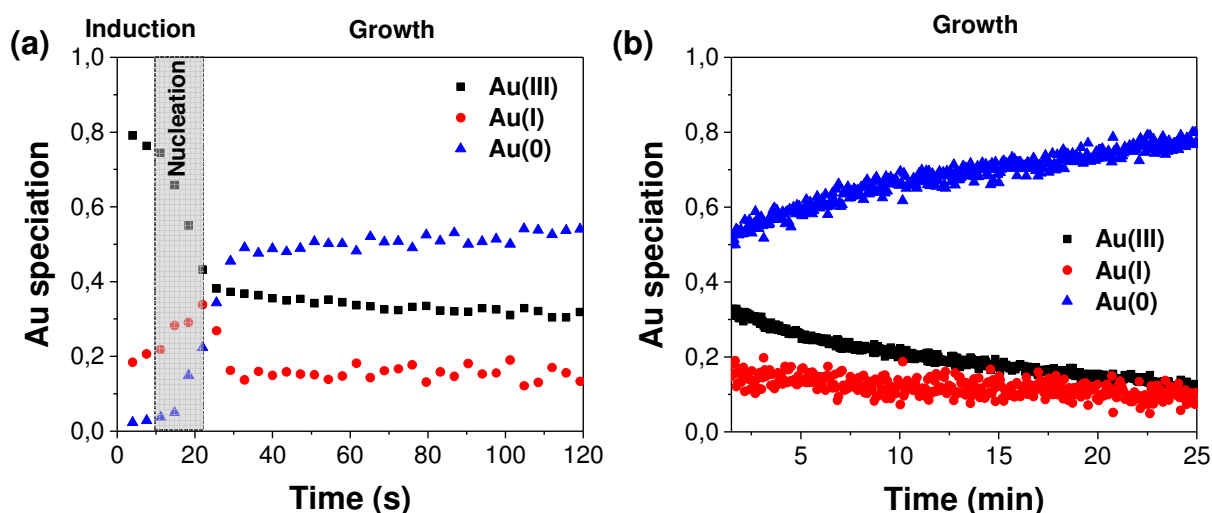 Induction
Growth
(a)
1,0
0,8
0,6
0,4
0,2
0,0
Au speciation
Nucleation
Au(III)
Au(I)
Au(0)
0 20 40 60 80 100 120
Time (s)
Growth
(b)
1,0
0,8
0,6
0,4
0,2
0,0
Au speciation
Au(III)
Au(I)
Au(0)
5 10 15 20 25
Time (min)